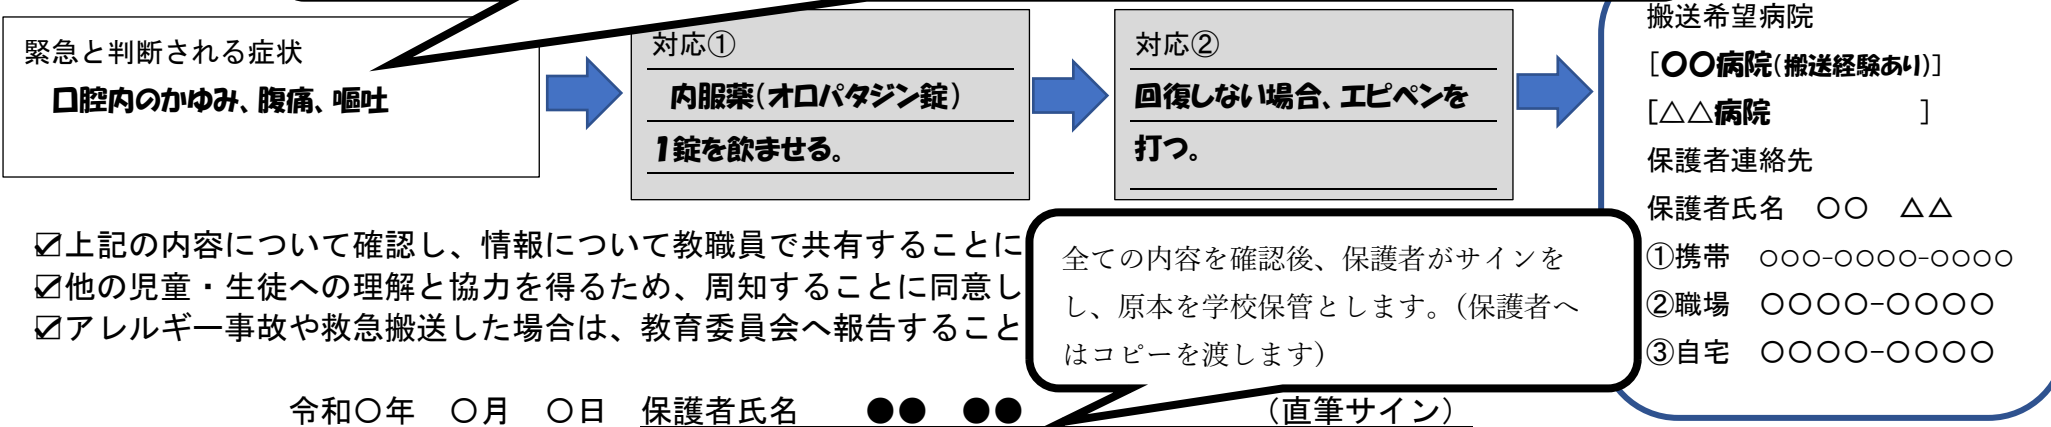 緊急と判断される症状
口腔内のかゆみ、腹痛、嘔吐
対応①
内服薬(オロパタジン錠)
1錠を飲ませる。
対応②
回復しない場合、エピペンを
打つ。
搬送希望病院
[〇〇病院(搬送経験あり)]
[△△病院　　　　]
保護者連絡先
保護者氏名　〇〇　△△
①携帯　○○○-○○○○-○○○○
②職場　〇〇〇〇-〇〇〇〇
③自宅　〇〇〇〇-〇〇〇〇
☑上記の内容について確認し、情報について教職員で共有することに
☑他の児童・生徒への理解と協力を得るため、周知することに同意し
☑アレルギー事故や救急搬送した場合は、教育委員会へ報告すること
全ての内容を確認後、保護者がサインを
し、原本を学校保管とします。(保護者へ
はコピーを渡します)
令和〇年　〇月　〇日　保護者氏名　　●●　●●　　　　　　(直筆サイン)